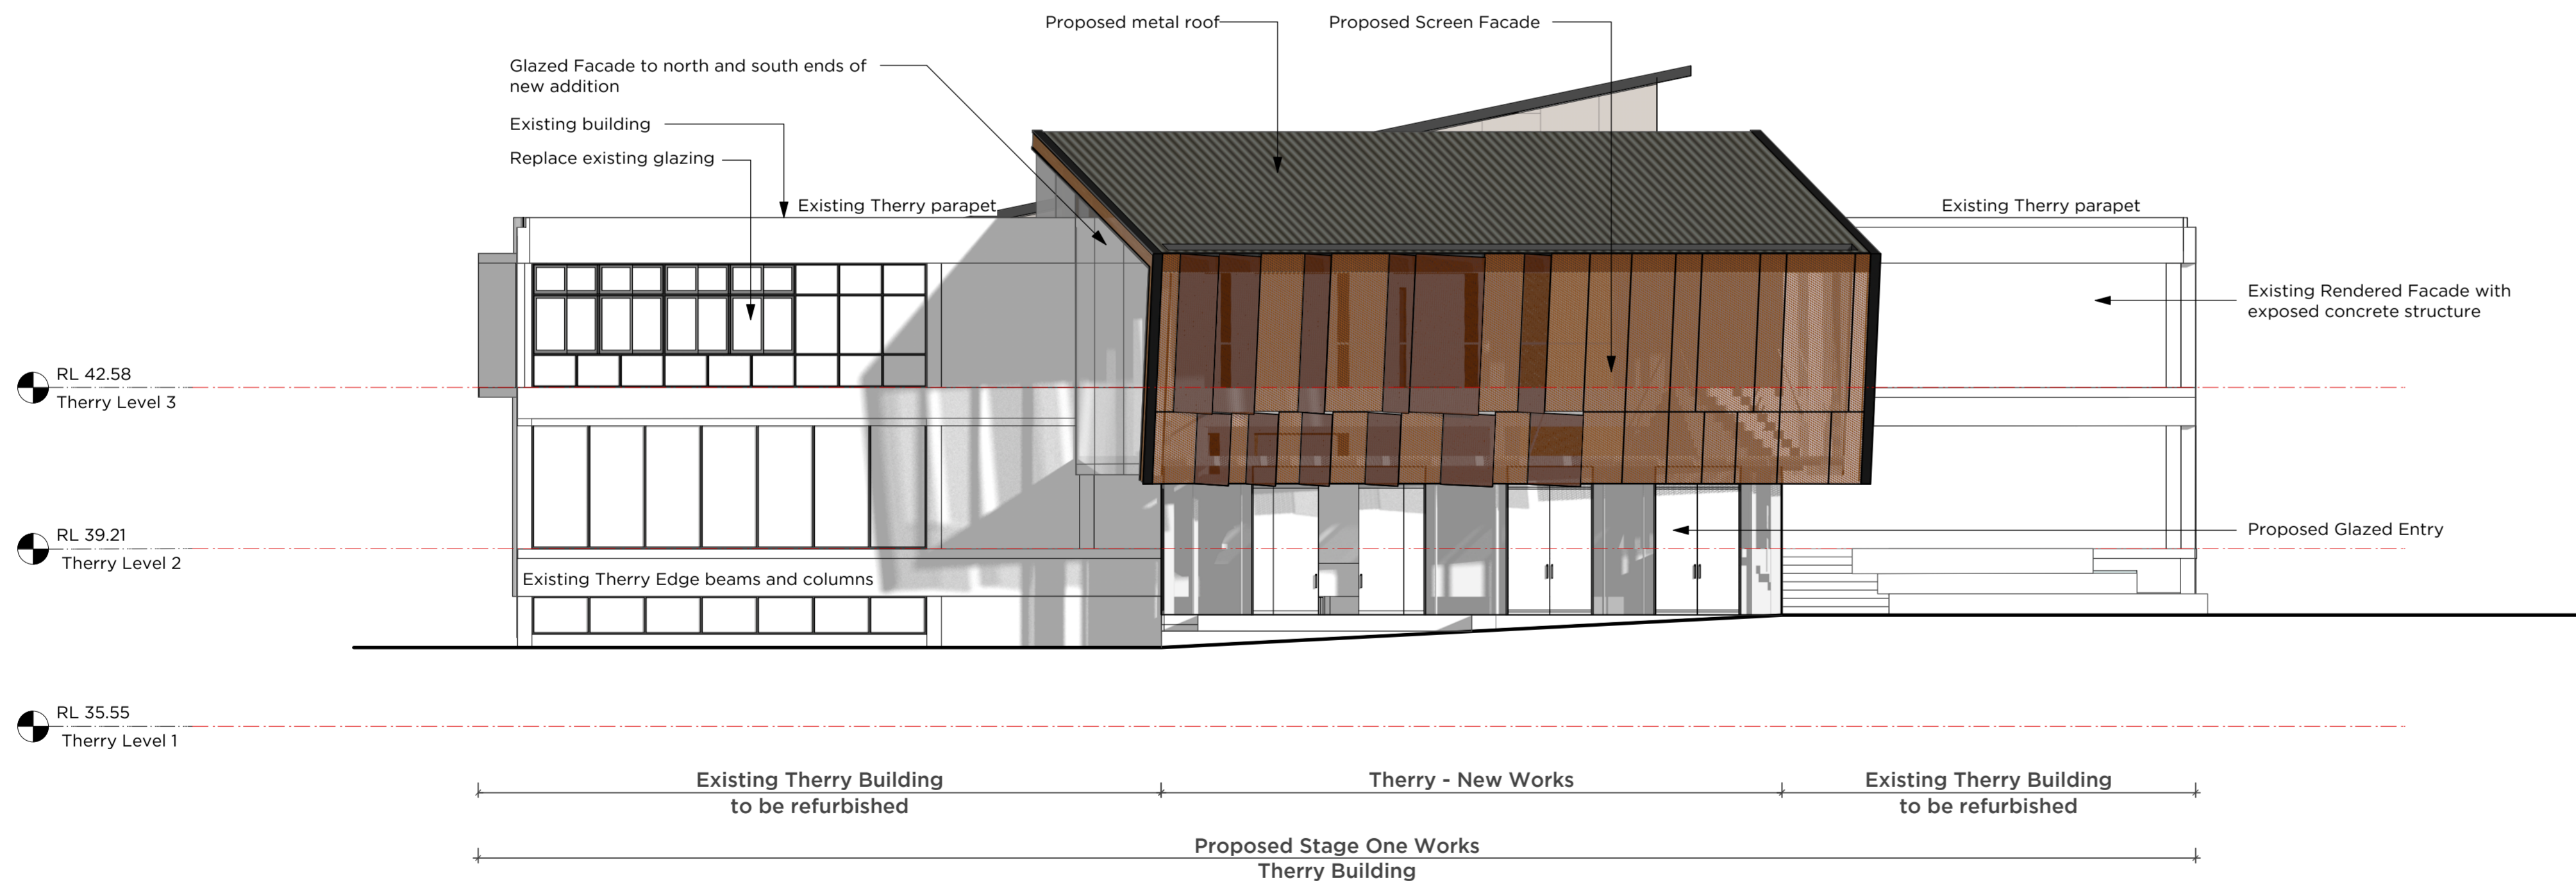 Proposed metal roof
Proposed Screen Facade
Glazed Facade to north and south ends of
new addition
Existing building
Replace existing glazing
Existing Therry parapet
Existing Therry parapet
Existing Rendered Facade with
exposed concrete structure
RL 42.58
Therry Level 3
Proposed Glazed Entry
RL 39.21
Therry Level 2
Existing Therry Edge beams and columns
RL 35.55
Therry Level 1
Existing Therry Building
to be refurbished
Therry - New Works
Existing Therry Building
to be refurbished
Proposed Stage One Works
Therry Building